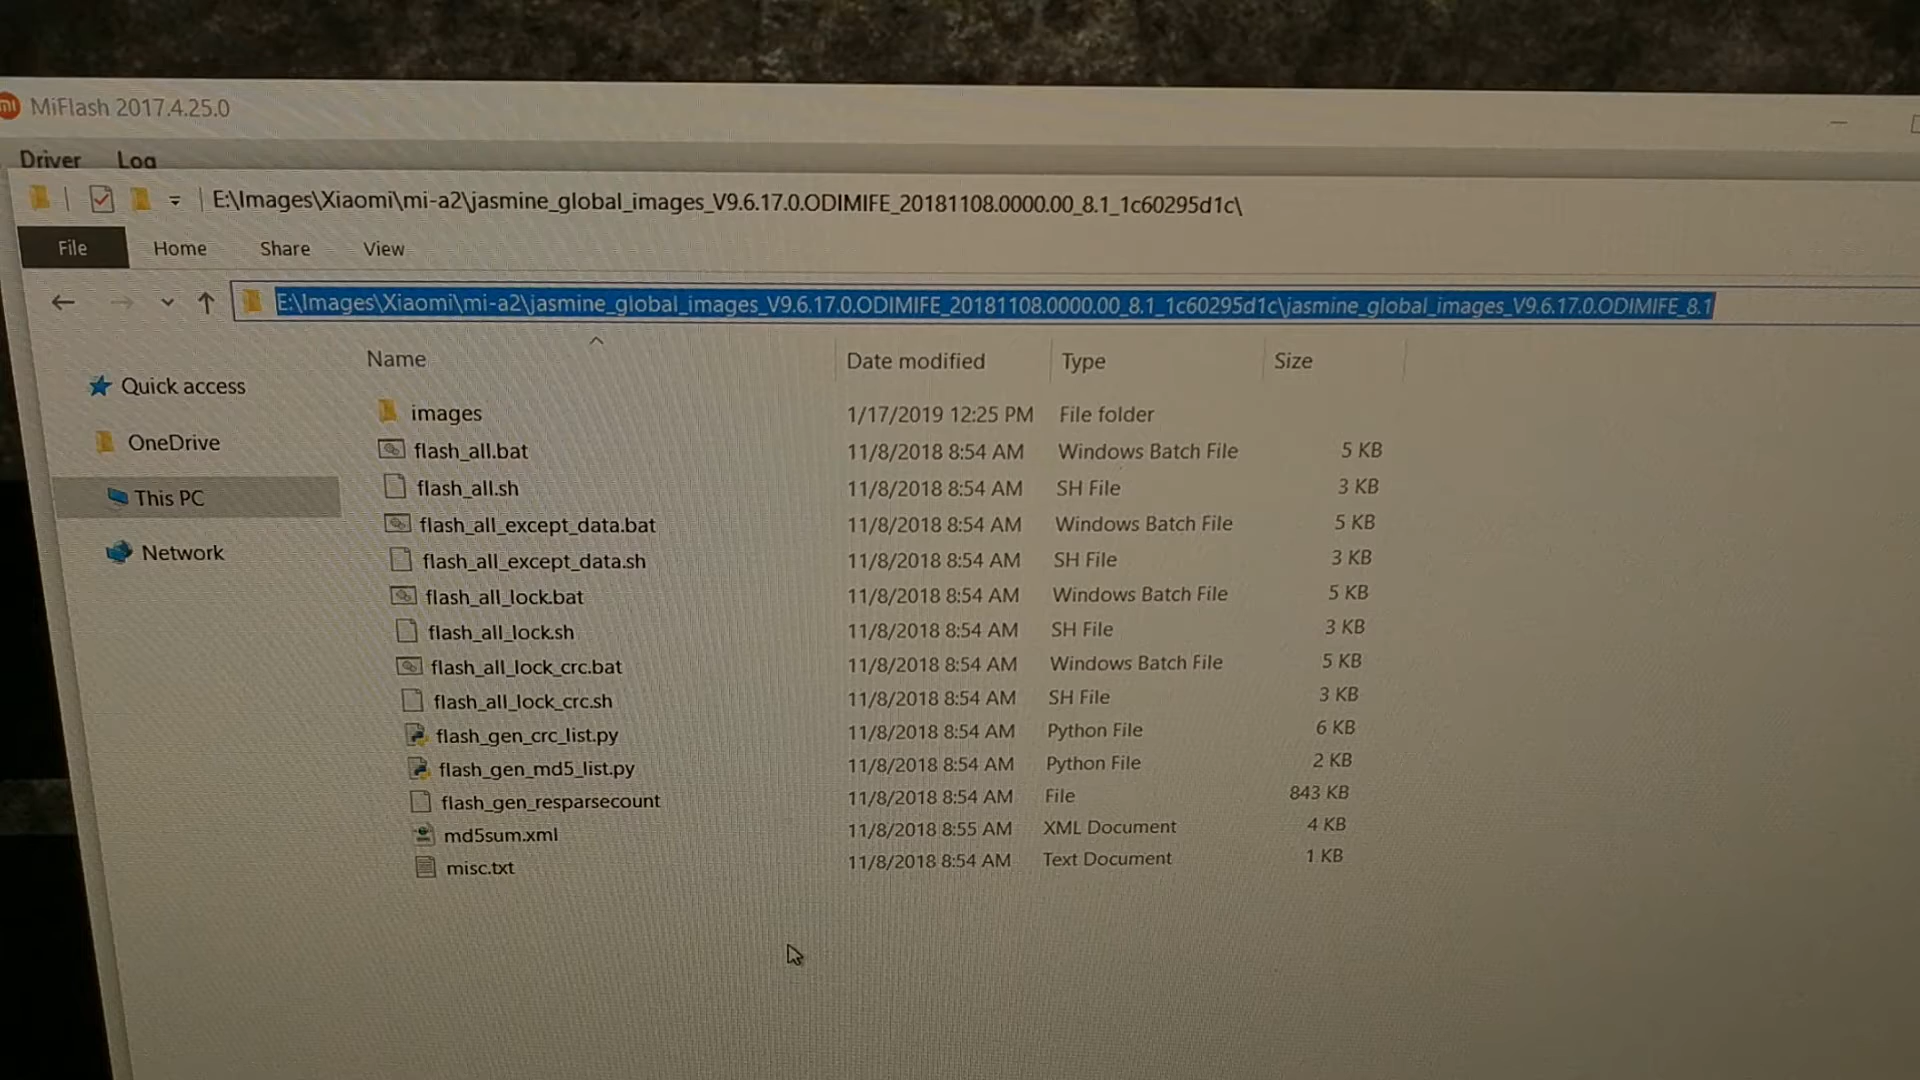 MiFlash 2017.4.25.0
Driver Log
E:\Images\Xiaomi\mi-a2\jasmine_global_images_V9.6.17.0.ODIMIFE_20181108.0000.00_8.1_1c60295d1c\
File Home Share View
E:\Images\Xiaomi\mi-a2\jasmine_global_images_V9.6.17.0.ODIMIFE_20181108.0000.00_8.1_1c60295d1c\jasmine_global_images_V9.6.17.0.ODIMIFE_8.1
Name Date modified Type Size
Quick access
OneDrive
This PC
Network
images 1/17/2019 12:25 PM File folder
flash_all.bat 11/8/2018 8:54 AM Windows Batch File 5 KB
flash_all.sh 11/8/2018 8:54 AM SH File 3 KB
flash_all_except_data.bat 11/8/2018 8:54 AM Windows Batch File 5 KB
flash_all_except_data.sh 11/8/2018 8:54 AM SH File 3 KB
flash_all_lock.bat 11/8/2018 8:54 AM Windows Batch File 5 KB
flash_all_lock.sh 11/8/2018 8:54 AM SH File 3 KB
flash_all_lock_crc.bat 11/8/2018 8:54 AM Windows Batch File 5 KB
flash_all_lock_crc.sh 11/8/2018 8:54 AM SH File 3 KB
flash_gen_crc_list.py 11/8/2018 8:54 AM Python File 6 KB
flash_gen_md5_list.py 11/8/2018 8:54 AM Python File 2 KB
flash_gen_resparsecount 11/8/2018 8:54 AM File 843 KB
md5sum.xml 11/8/2018 8:55 AM XML Document 4 KB
misc.txt 11/8/2018 8:54 AM Text Document 1 KB